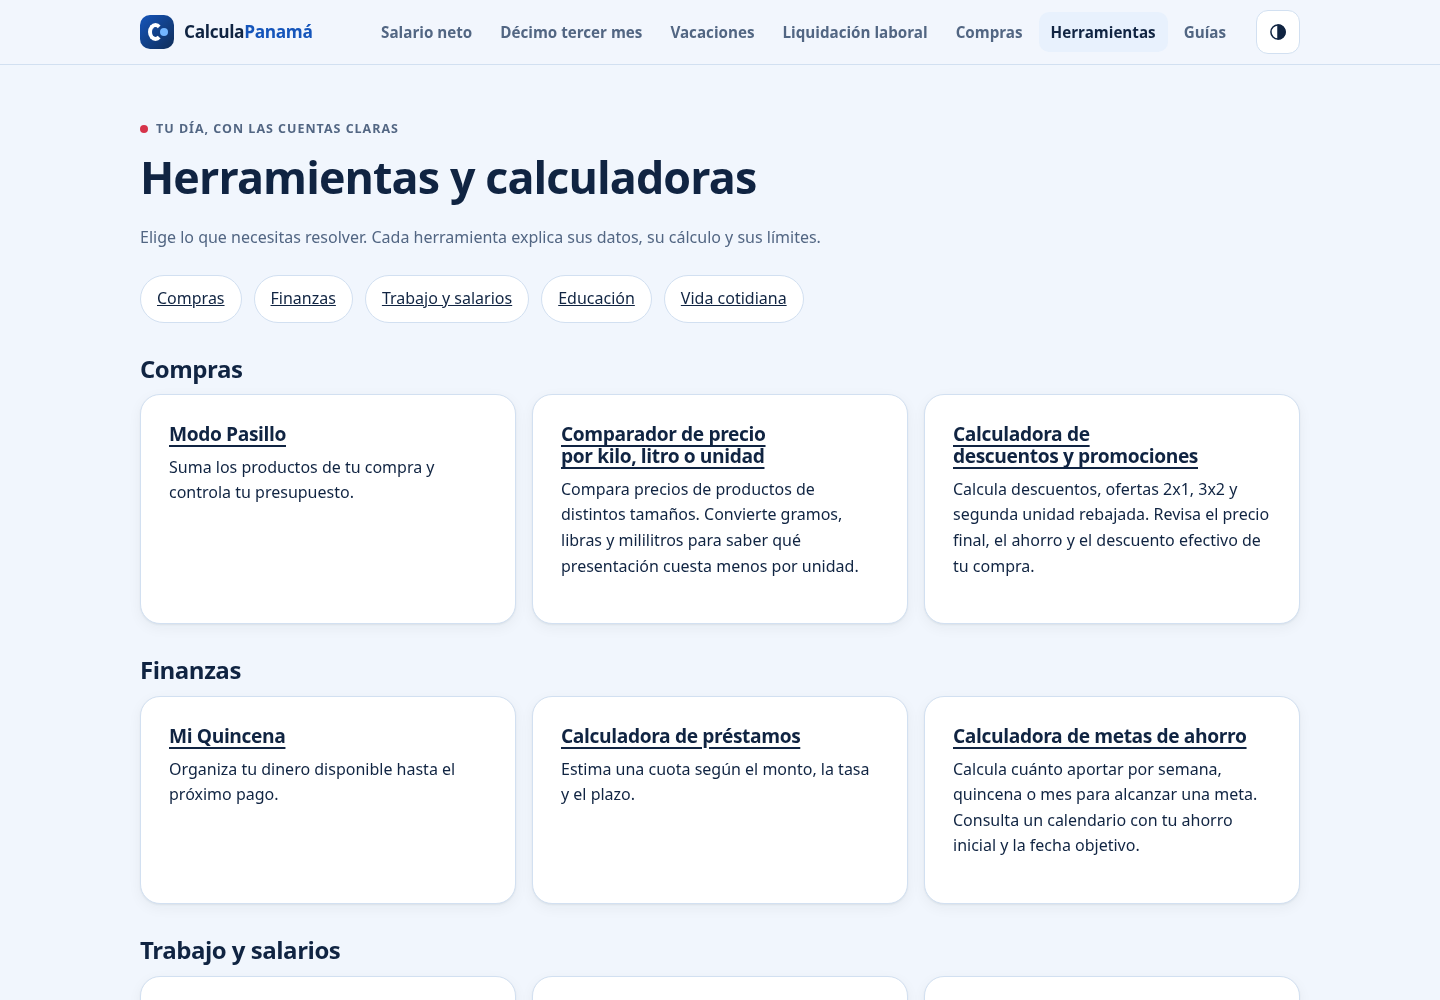 CalculaPanamá
Salario neto
Décimo tercer mes
Vacaciones
Liquidación laboral
Compras
Herramientas
Guías
TU DÍA, CON LAS CUENTAS CLARAS
Herramientas y calculadoras
Elige lo que necesitas resolver. Cada herramienta explica sus datos, su cálculo y sus límites.
Compras
Finanzas
Trabajo y salarios
Educación
Vida cotidiana
Compras
Modo Pasillo
Suma los productos de tu compra y
controla tu presupuesto.
Comparador de precio
por kilo, litro o unidad
Compara precios de productos de
distintos tamaños. Convierte gramos,
libras y mililitros para saber qué
presentación cuesta menos por unidad.
Calculadora de
descuentos y promociones
Calcula descuentos, ofertas 2x1, 3x2 y
segunda unidad rebajada. Revisa el precio
final, el ahorro y el descuento efectivo de
tu compra.
Finanzas
Mi Quincena
Organiza tu dinero disponible hasta el
próximo pago.
Calculadora de préstamos
Estima una cuota según el monto, la tasa
y el plazo.
Calculadora de metas de ahorro
Calcula cuánto aportar por semana,
quincena o mes para alcanzar una meta.
Consulta un calendario con tu ahorro
inicial y la fecha objetivo.
Trabajo y salarios